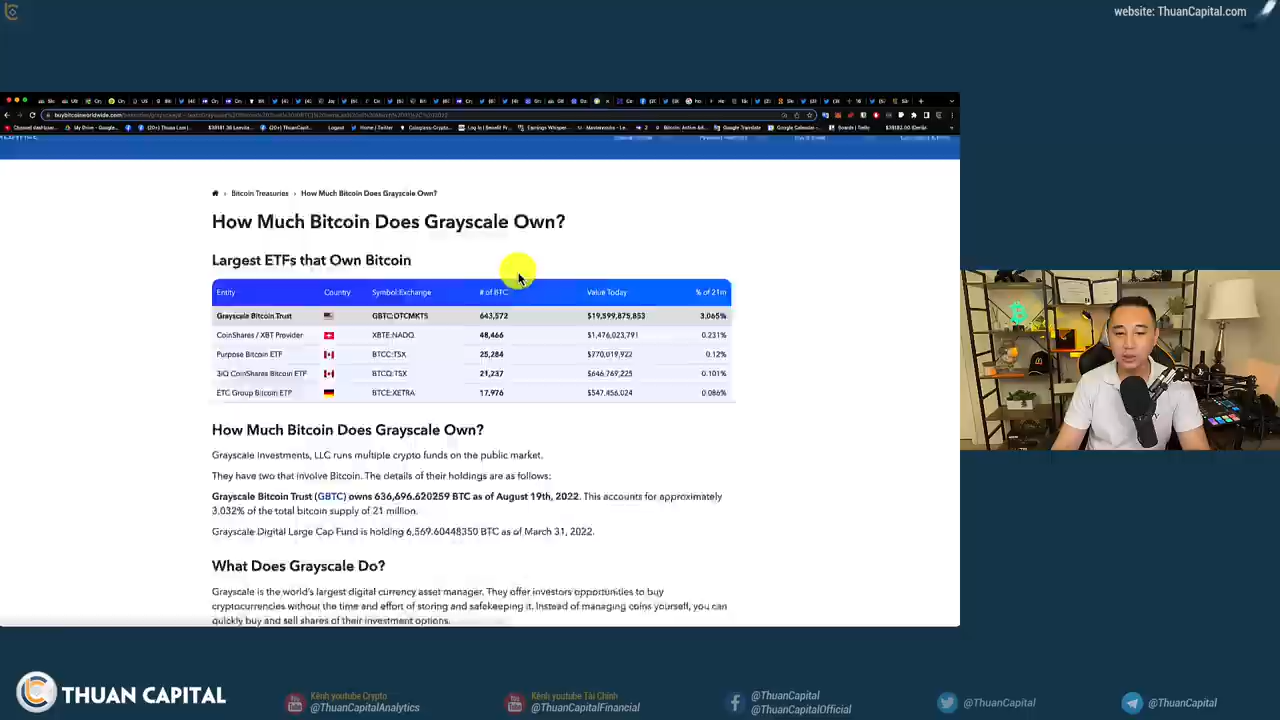 website: ThuanCapital.com
Bitcoin Treasuries › How Much Bitcoin Does Grayscale Own?
How Much Bitcoin Does Grayscale Own?
Largest ETFs that Own Bitcoin
Entity Country Symbol:Exchange # of BTC Value Today % of 21m
Grayscale Bitcoin Trust GBTC:OTCMKTS 643,572 $19,599,875,853 3.065%
CoinShares / XBT Provider XBTE:NADQ 48,466 $1,476,023,791 0.231%
Purpose Bitcoin ETF BTCC:TSX 25,284 $770,019,922 0.12%
3iQ CoinShares Bitcoin ETF BTCQ:TSX 21,237 $646,769,225 0.101%
ETC Group Bitcoin ETP BTCE:XETRA 17,976 $547,456,024 0.086%
How Much Bitcoin Does Grayscale Own?
Grayscale Investments, LLC runs multiple crypto funds on the public market.
They have two that involve Bitcoin. The details of their holdings are as follows:
Grayscale Bitcoin Trust (GBTC) owns 636,696.620259 BTC as of August 19th, 2022. This accounts for approximately
3.032% of the total bitcoin supply of 21 million.
Grayscale Digital Large Cap Fund is holding 6,569.60448350 BTC as of March 31, 2022.
What Does Grayscale Do?
Grayscale is the world's largest digital currency asset manager. They offer investors opportunities to buy
cryptocurrencies without the time and effort of storing and safekeeping it. Instead of managing coins yourself, you can
quickly buy and sell shares of their investment options.
THUAN CAPITAL
Kênh youtube Crypto
@ThuanCapitalAnalytics
Kênh youtube Tài Chính
@ThuanCapitalFinancial
@ThuanCapital
@ThuanCapitalOfficial
@ThuanCapital
@ThuanCapital